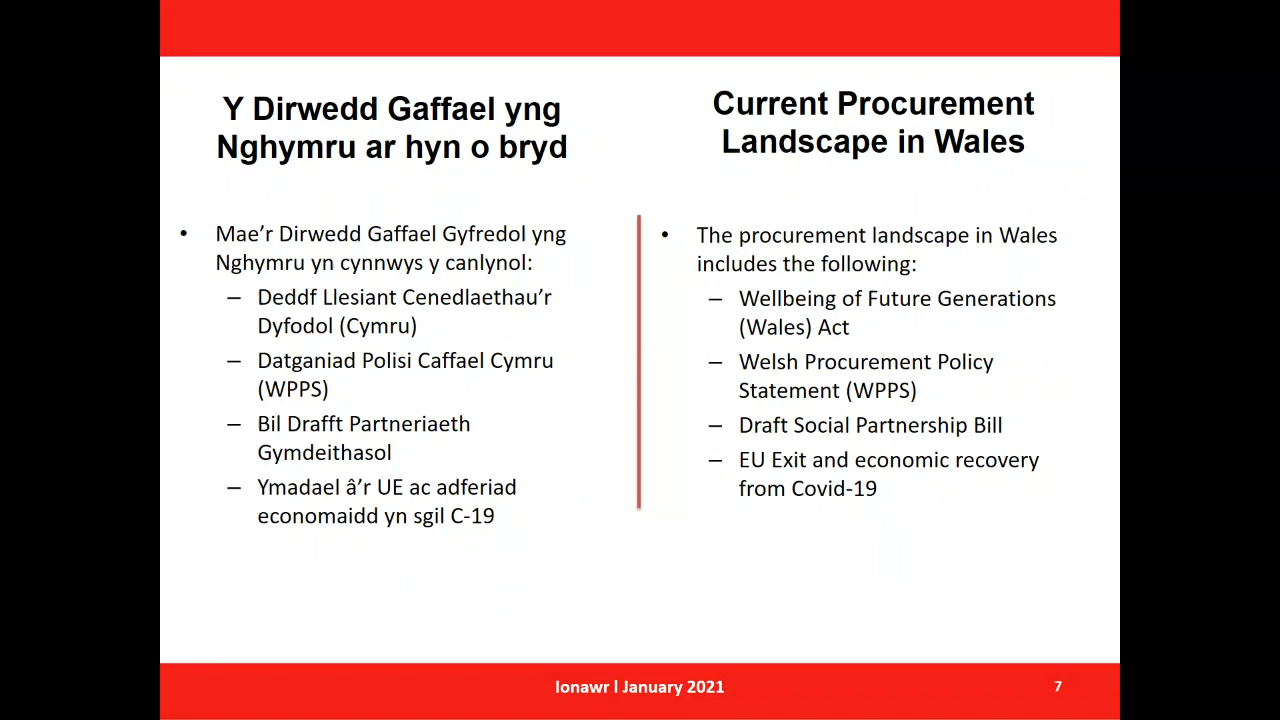 Y Dirwedd Gaffael yng
Nghymru ar hyn o bryd
• Mae’r Dirwedd Gaffael Gyfredol yng
Nghymru yn cynnwys y canlynol:
– Deddf Llesiant Cenedlaethau’r
Dyfodol (Cymru)
– Datganiad Polisi Caffael Cymru
(WPPS)
– Bil Drafft Partneriaeth
Gymdeithasol
– Ymadael â’r UE ac adferiad
economaidd yn sgil C-19
Current Procurement
Landscape in Wales
• The procurement landscape in Wales
includes the following:
– Wellbeing of Future Generations
(Wales) Act
– Welsh Procurement Policy
Statement (WPPS)
– Draft Social Partnership Bill
– EU Exit and economic recovery
from Covid-19
Ionawr l January 2021
7